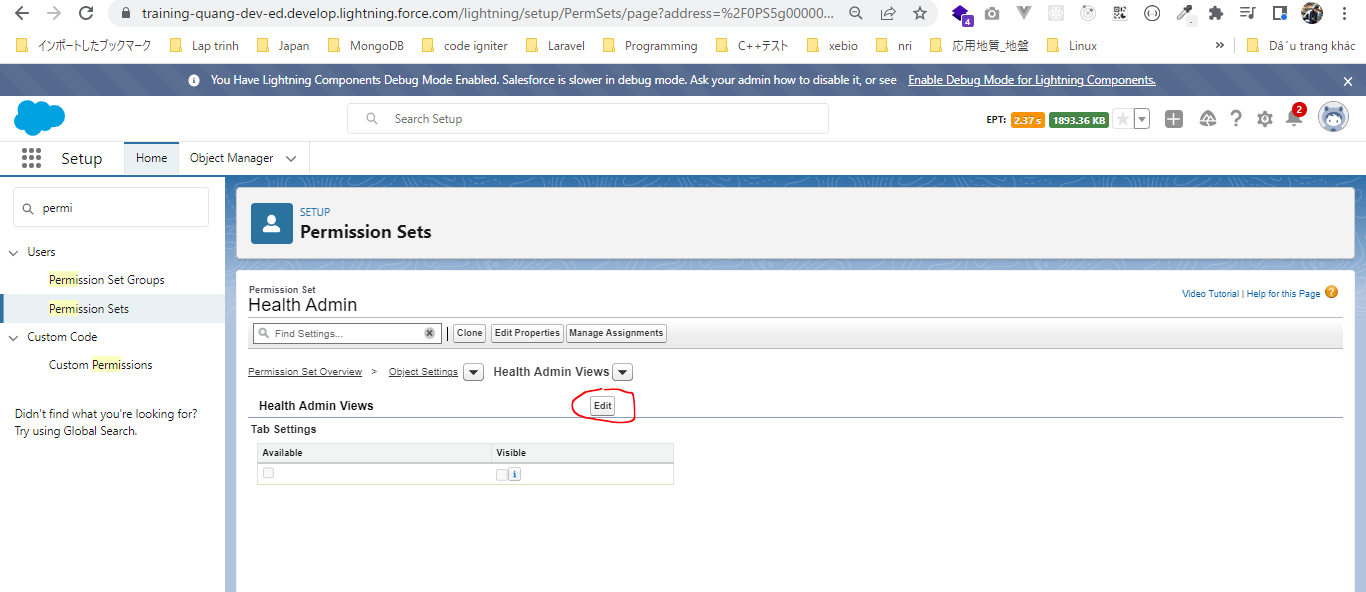 training-quang-dev-ed.develop.lightning.force.com/lightning/setup/PermSets/page?address=%2F0PS5g00000...
4
インポートしたブックマーク Lap trinh Japan MongoDB code igniter Laravel Programming C++テスト xebio nri 応用地質_地盤 Linux » Dấu trang khác
You Have Lightning Components Debug Mode Enabled. Salesforce is slower in debug mode. Ask your admin how to disable it, or see Enable Debug Mode for Lightning Components.
Search Setup
EPT: 2.37 s 1893.36 KB
2
Setup Home Object Manager
permi
Users
Permission Set Groups
Permission Sets
Custom Code
Custom Permissions
Didn't find what you're looking for?
Try using Global Search.
SETUP
Permission Sets
Permission Set
Health Admin
Video Tutorial | Help for this Page
Find Settings... | Clone Edit Properties Manage Assignments
Permission Set Overview > Object Settings Health Admin Views
Health Admin Views Edit
Tab Settings
Available Visible